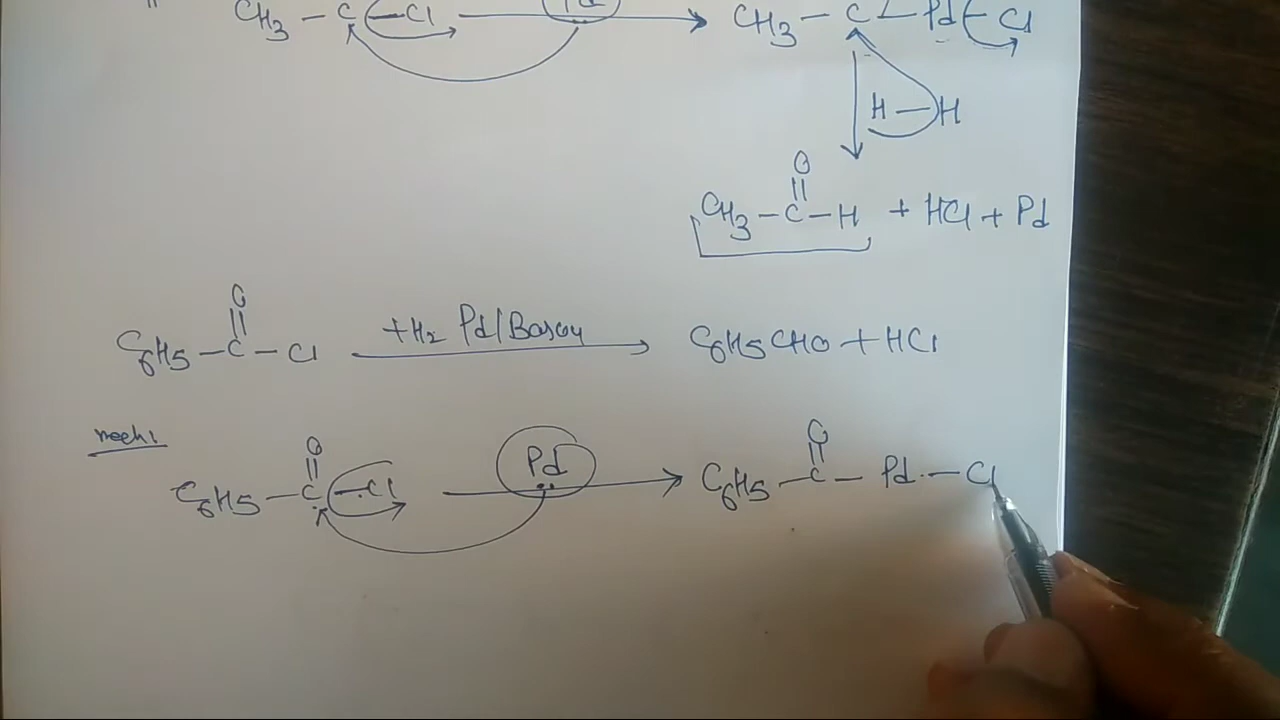 CH3 — C — Cl → CH3 — C — Pd — Cl
H — H
O
CH3 — C — H + HCl + Pd
O
C6H5 — C — Cl +H2 Pd/BaSO4 → C6H5CHO + HCl
mech:
O Pd O
C6H5 — C — Cl → C6H5 — C — Pd — Cl